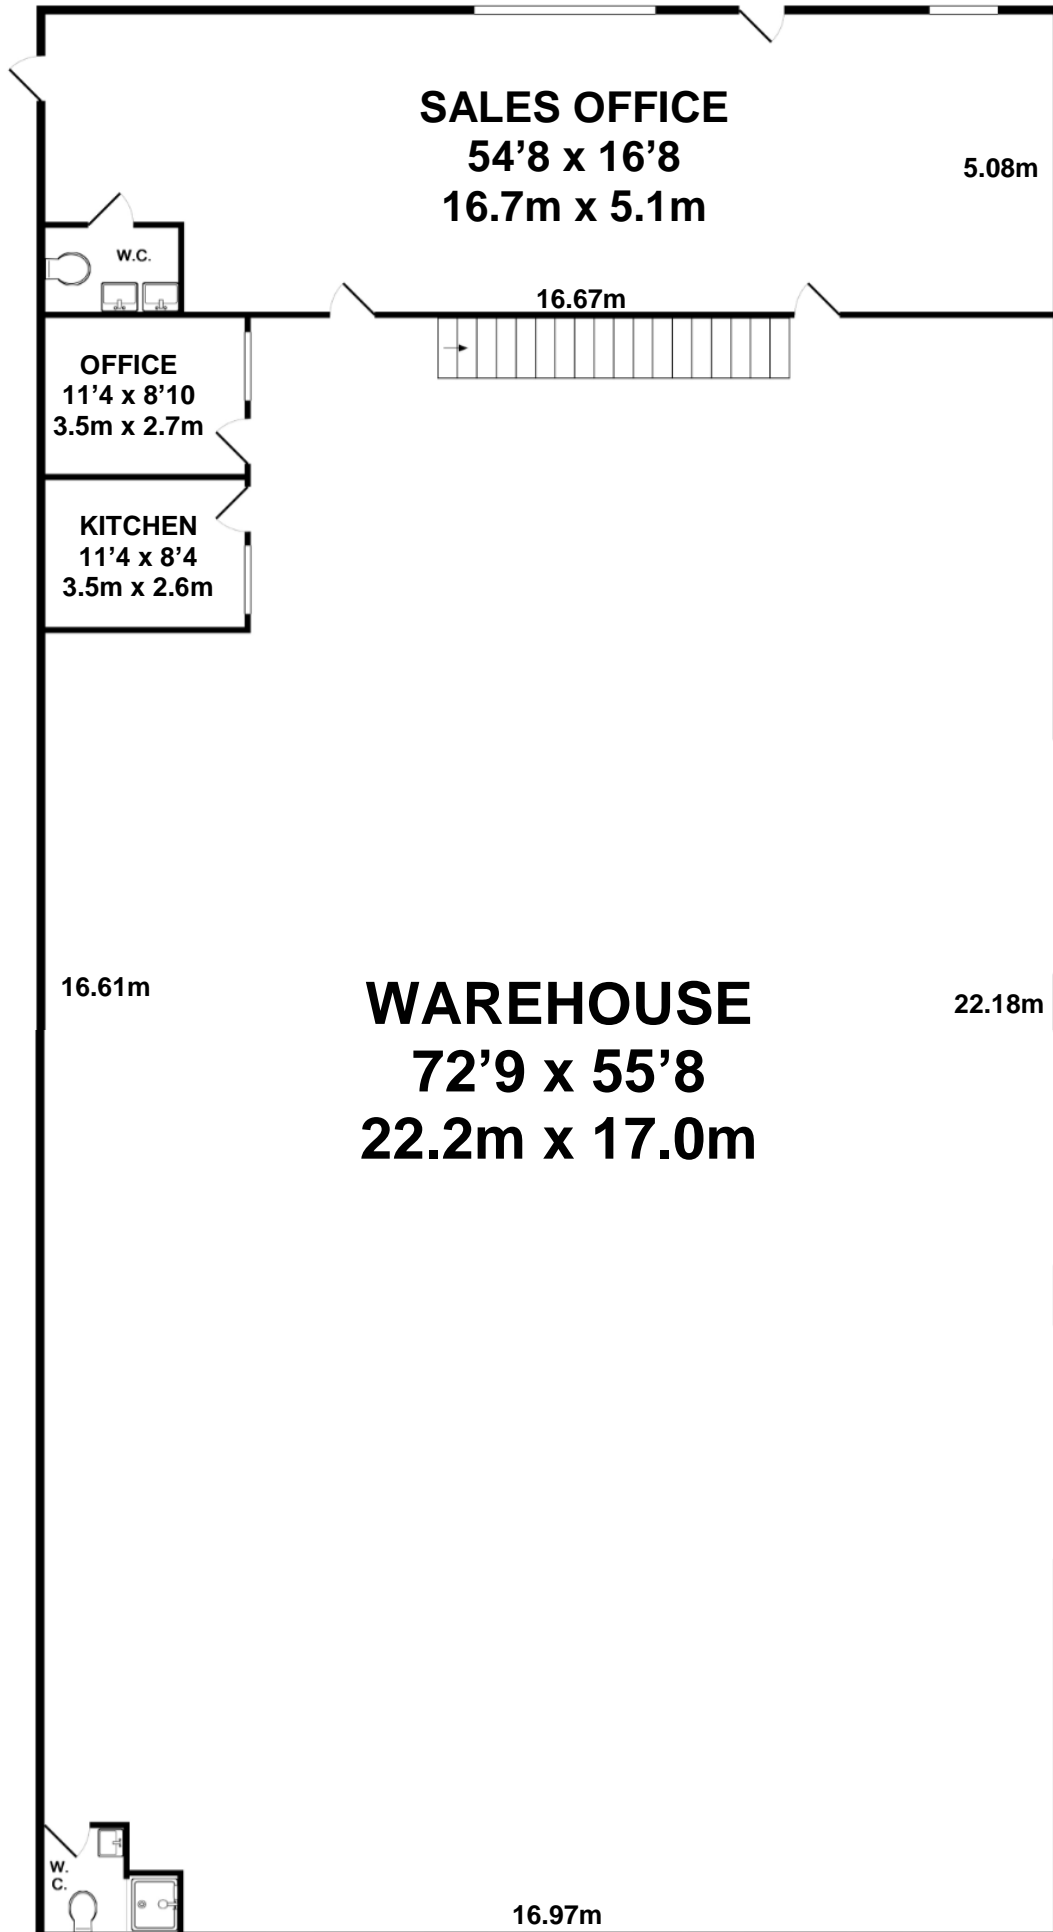 SALES OFFICE
54’8 x 16’8
16.7m x 5.1m
5.08m
W.C.
16.67m
OFFICE
11’4 x 8’10
3.5m x 2.7m
KITCHEN
11’4 x 8’4
3.5m x 2.6m
16.61m
WAREHOUSE
72’9 x 55’8
22.2m x 17.0m
22.18m
W.
C.
16.97m